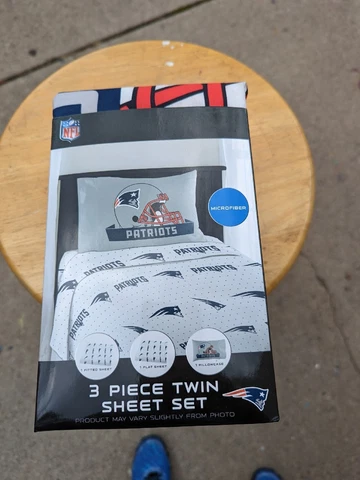 NFL
PATRIOTS
MICROFIBER
PATRIOTS
PATRIOTS
PATRIOTS
PATRIOTS
1 FITTED SHEET
1 FLAT SHEET
1 PILLOWCASE
3 PIECE TWIN
SHEET SET
PRODUCT MAY VARY SLIGHTLY FROM PHOTO